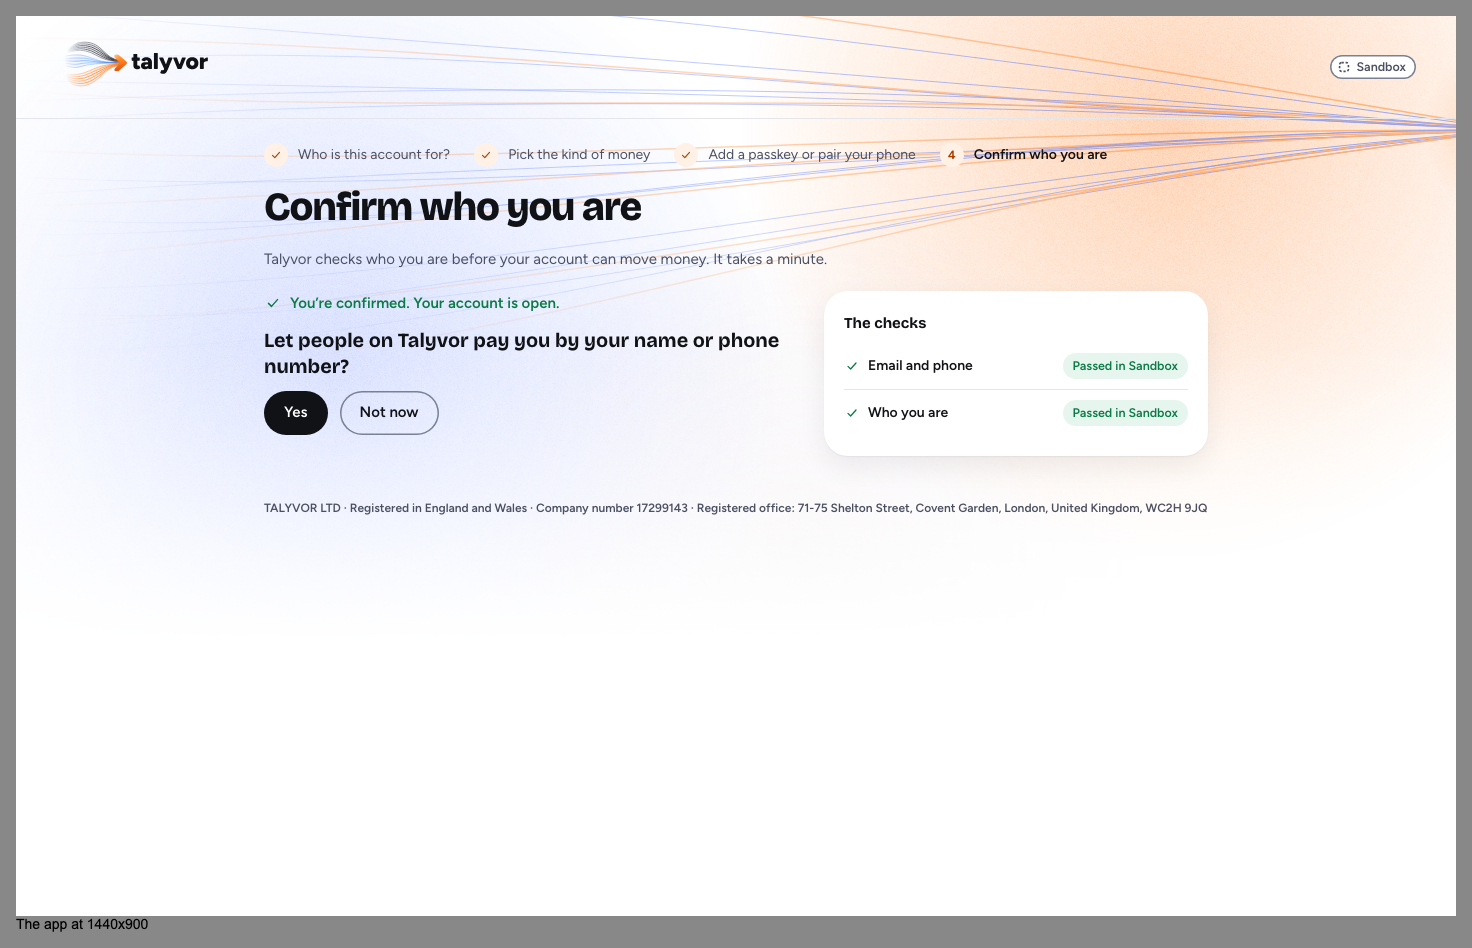 talyvor
Sandbox
Who is this account for?
Pick the kind of money
Add a passkey or pair your phone
4 Confirm who you are
Confirm who you are
Talyvor checks who you are before your account can move money. It takes a minute.
You’re confirmed. Your account is open.
Let people on Talyvor pay you by your name or phone
number?
Yes
Not now
The checks
Email and phone
Passed in Sandbox
Who you are
Passed in Sandbox
TALYVOR LTD · Registered in England and Wales · Company number 17299143 · Registered office: 71-75 Shelton Street, Covent Garden, London, United Kingdom, WC2H 9JQ
The app at 1440x900